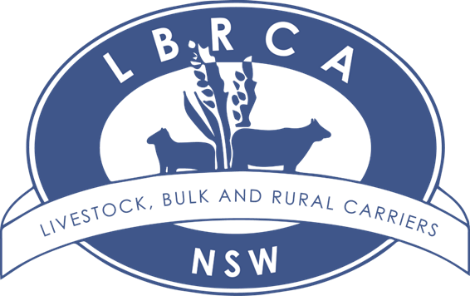 LBRCA
LIVESTOCK, BULK AND RURAL CARRIERS
NSW